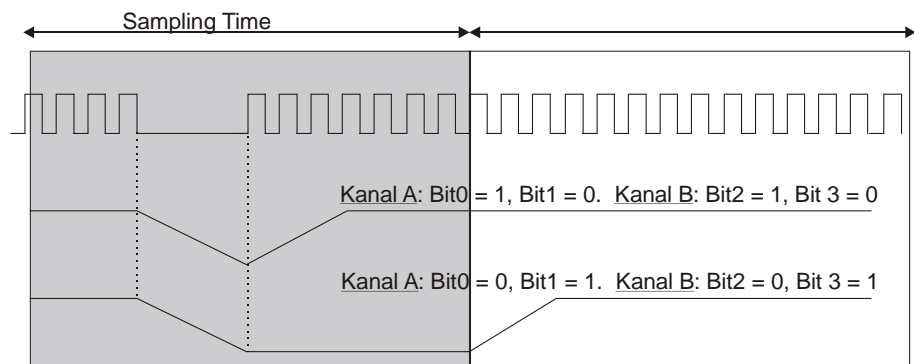 Sampling Time
Kanal A: Bit0 = 1, Bit1 = 0. Kanal B: Bit2 = 1, Bit 3 = 0
Kanal A: Bit0 = 0, Bit1 = 1. Kanal B: Bit2 = 0, Bit 3 = 1